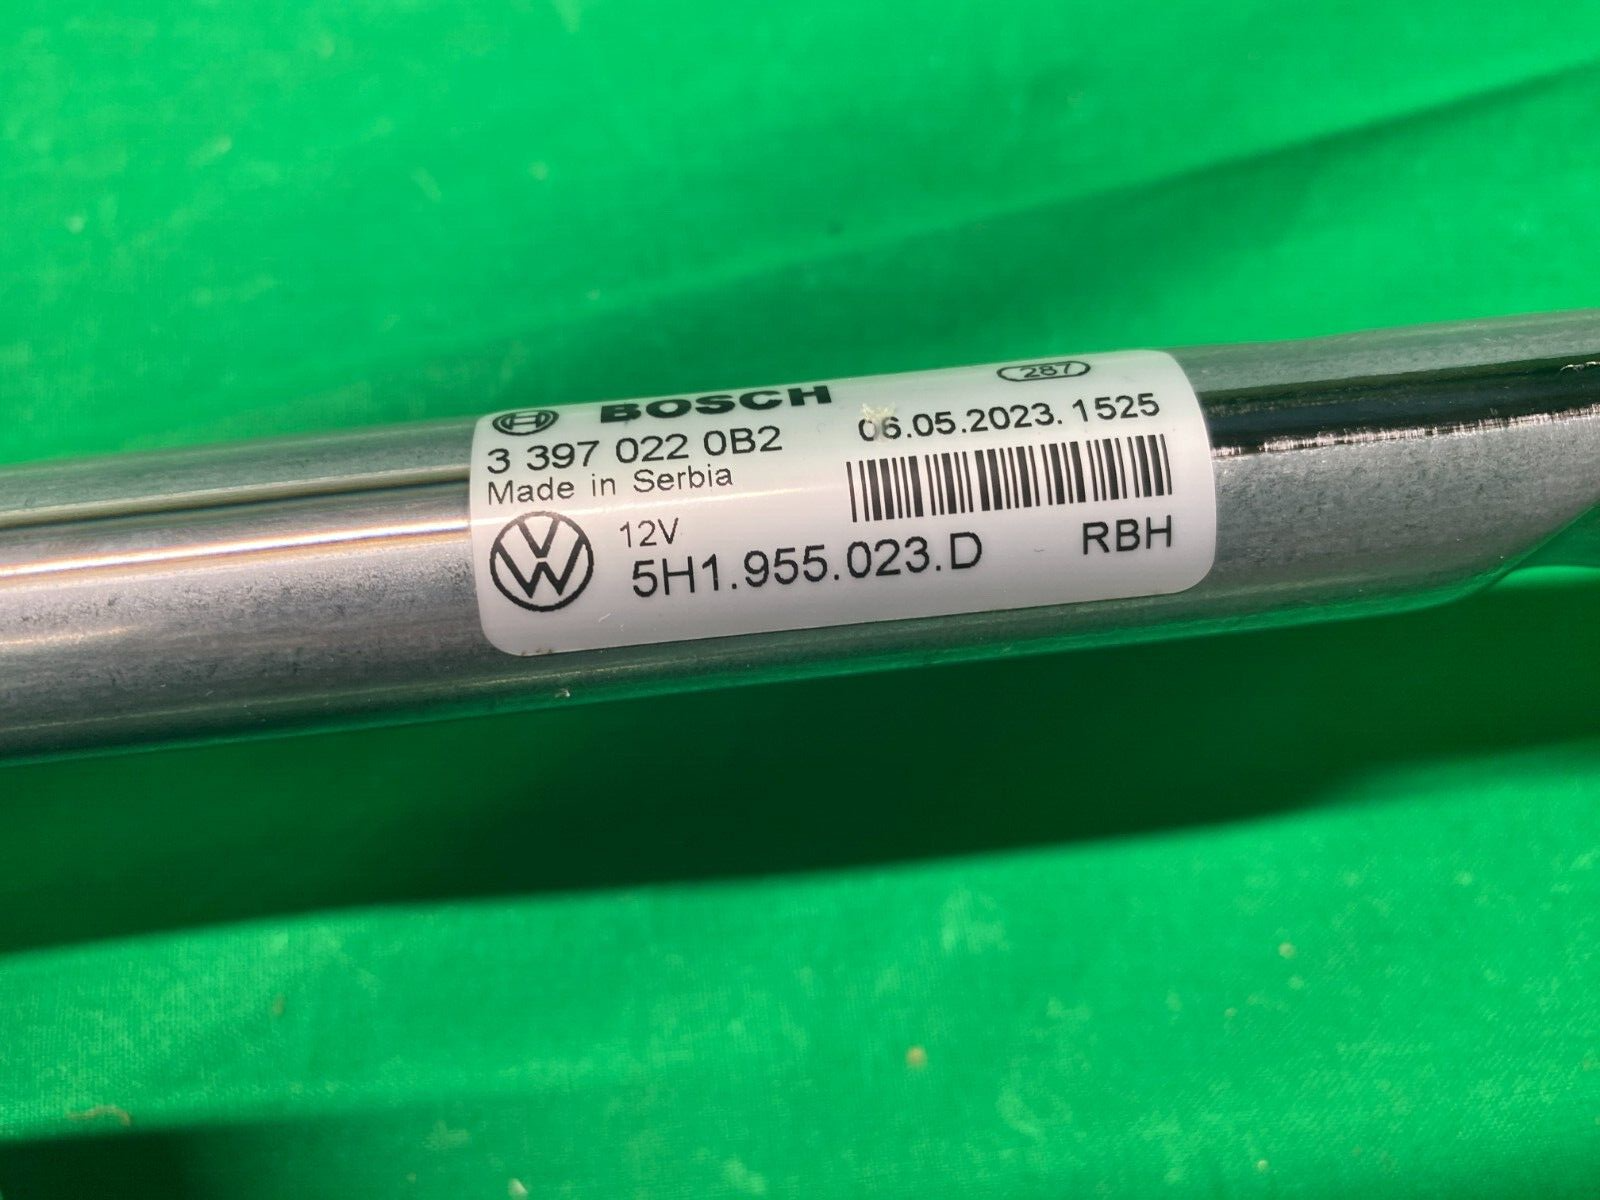 BOSCH
287
3 397 022 0B2
06.05.2023. 1525
Made in Serbia
12V
5H1.955.023.D
RBH